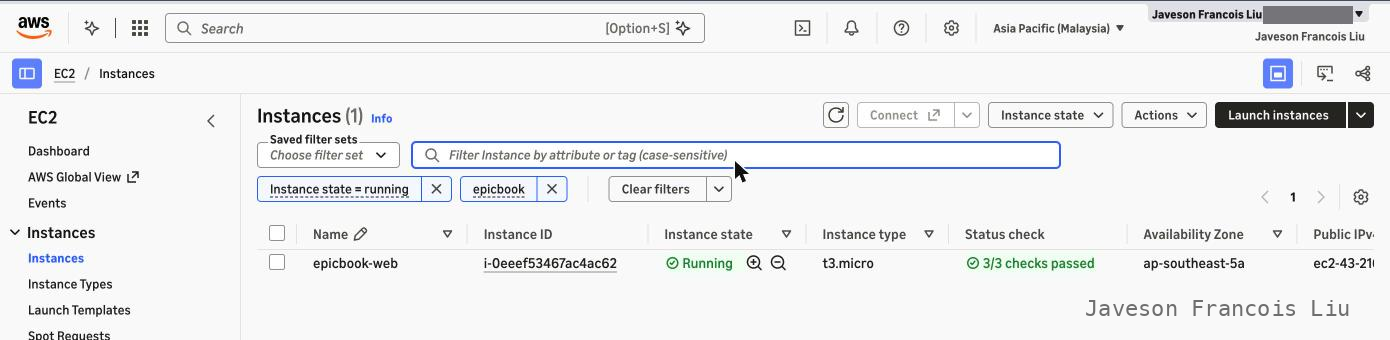 aws
Search [Option+S]
Asia Pacific (Malaysia)
Javeson Francois Liu
Javeson Francois Liu
EC2 / Instances
EC2
Dashboard
AWS Global View
Events
Instances
Instances
Instance Types
Launch Templates
Spot Requests
Instances (1) Info
Connect
Instance state
Actions
Launch instances
Saved filter sets
Choose filter set
Filter Instance by attribute or tag (case-sensitive)
Instance state = running
epicbook
Clear filters
1
Name Instance ID Instance state Instance type Status check Availability Zone Public IPv4
epicbook-web i-0eeef53467ac4ac62 Running t3.micro 3/3 checks passed ap-southeast-5a ec2-43-210
Javeson Francois Liu